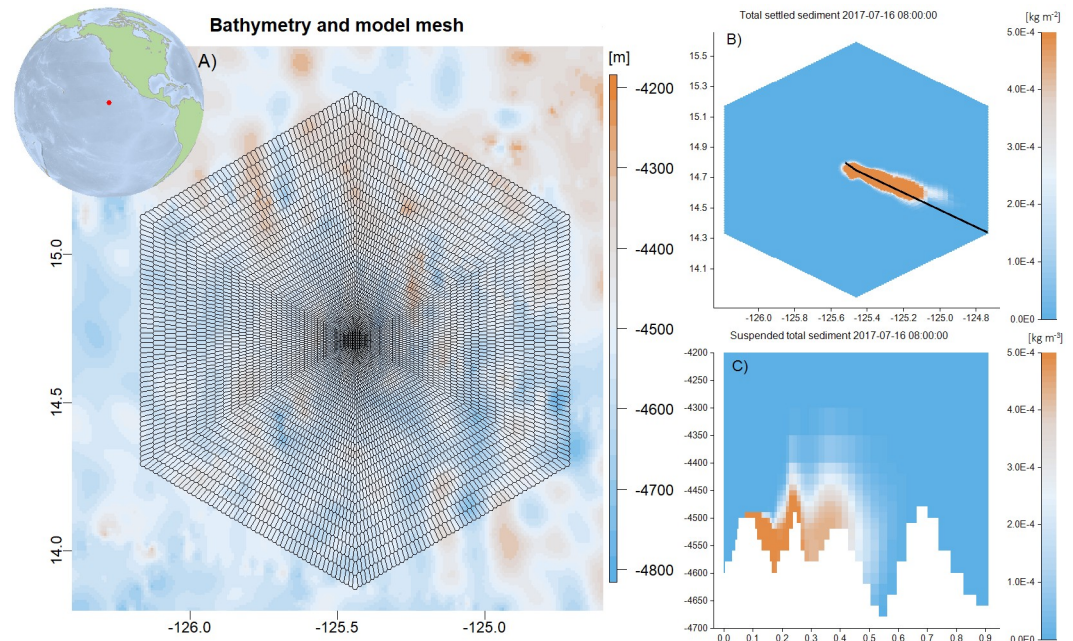 Bathymetry and model mesh
A)
[m]
-4200
-4300
-4400
-4500
-4600
-4700
-4800
15.0
14.5
14.0
-126.0 -125.5 -125.0
Total settled sediment 2017-07-16 08:00:00
[kg m-2]
B)
15.5
15.3
15.1
14.9
14.7
14.5
14.3
14.1
-126.0 -125.8 -125.6 -125.4 -125.2 -125.0 -124.8
5.0E-4
4.0E-4
3.0E-4
2.0E-4
1.0E-4
0.0E0
Suspended total sediment 2017-07-16 08:00:00
[kg m-3]
C)
-4200
-4250
-4300
-4350
-4400
-4450
-4500
-4550
-4600
-4650
-4700
0.0 0.1 0.2 0.3 0.4 0.5 0.6 0.7 0.8 0.9
5.0E-4
4.0E-4
3.0E-4
2.0E-4
1.0E-4
0.0E0